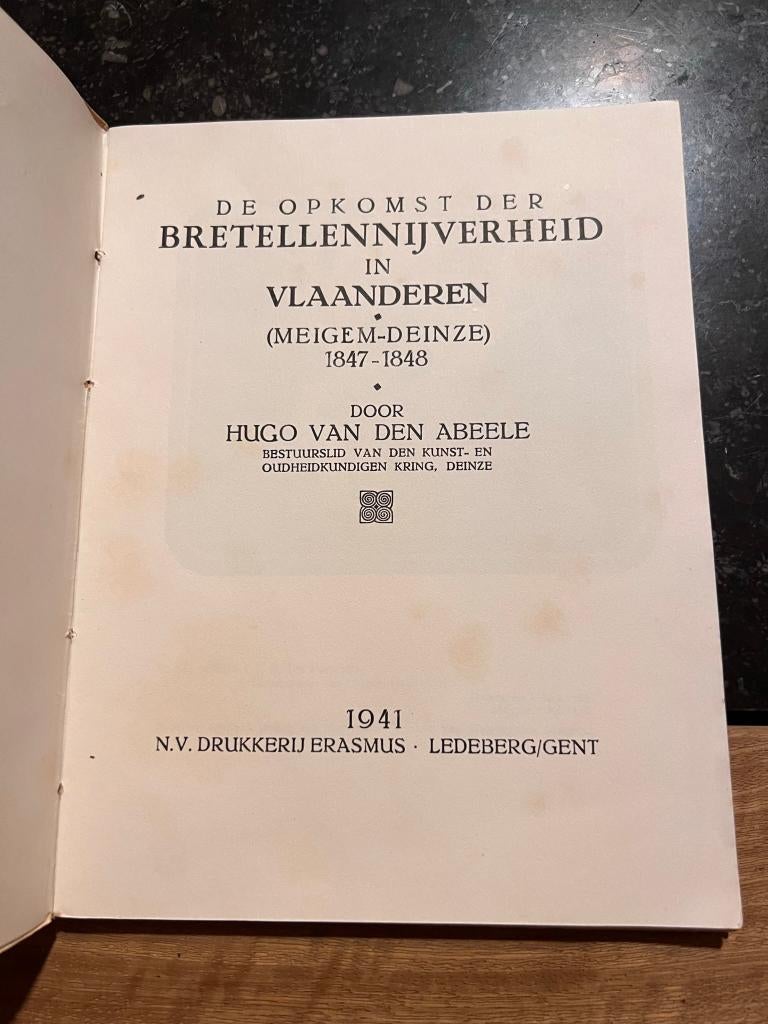 DE OPKOMST DER
BRETELLENNIJVERHEID
IN
VLAANDEREN
(MEIGEM-DEINZE)
1847-1848
DOOR
HUGO VAN DEN ABEELE
BESTUURSLID VAN DEN KUNST- EN
OUDHEIDKUNDIGEN KRING, DEINZE
1941
N.V. DRUKKERIJ ERASMUS · LEDEBERG/GENT